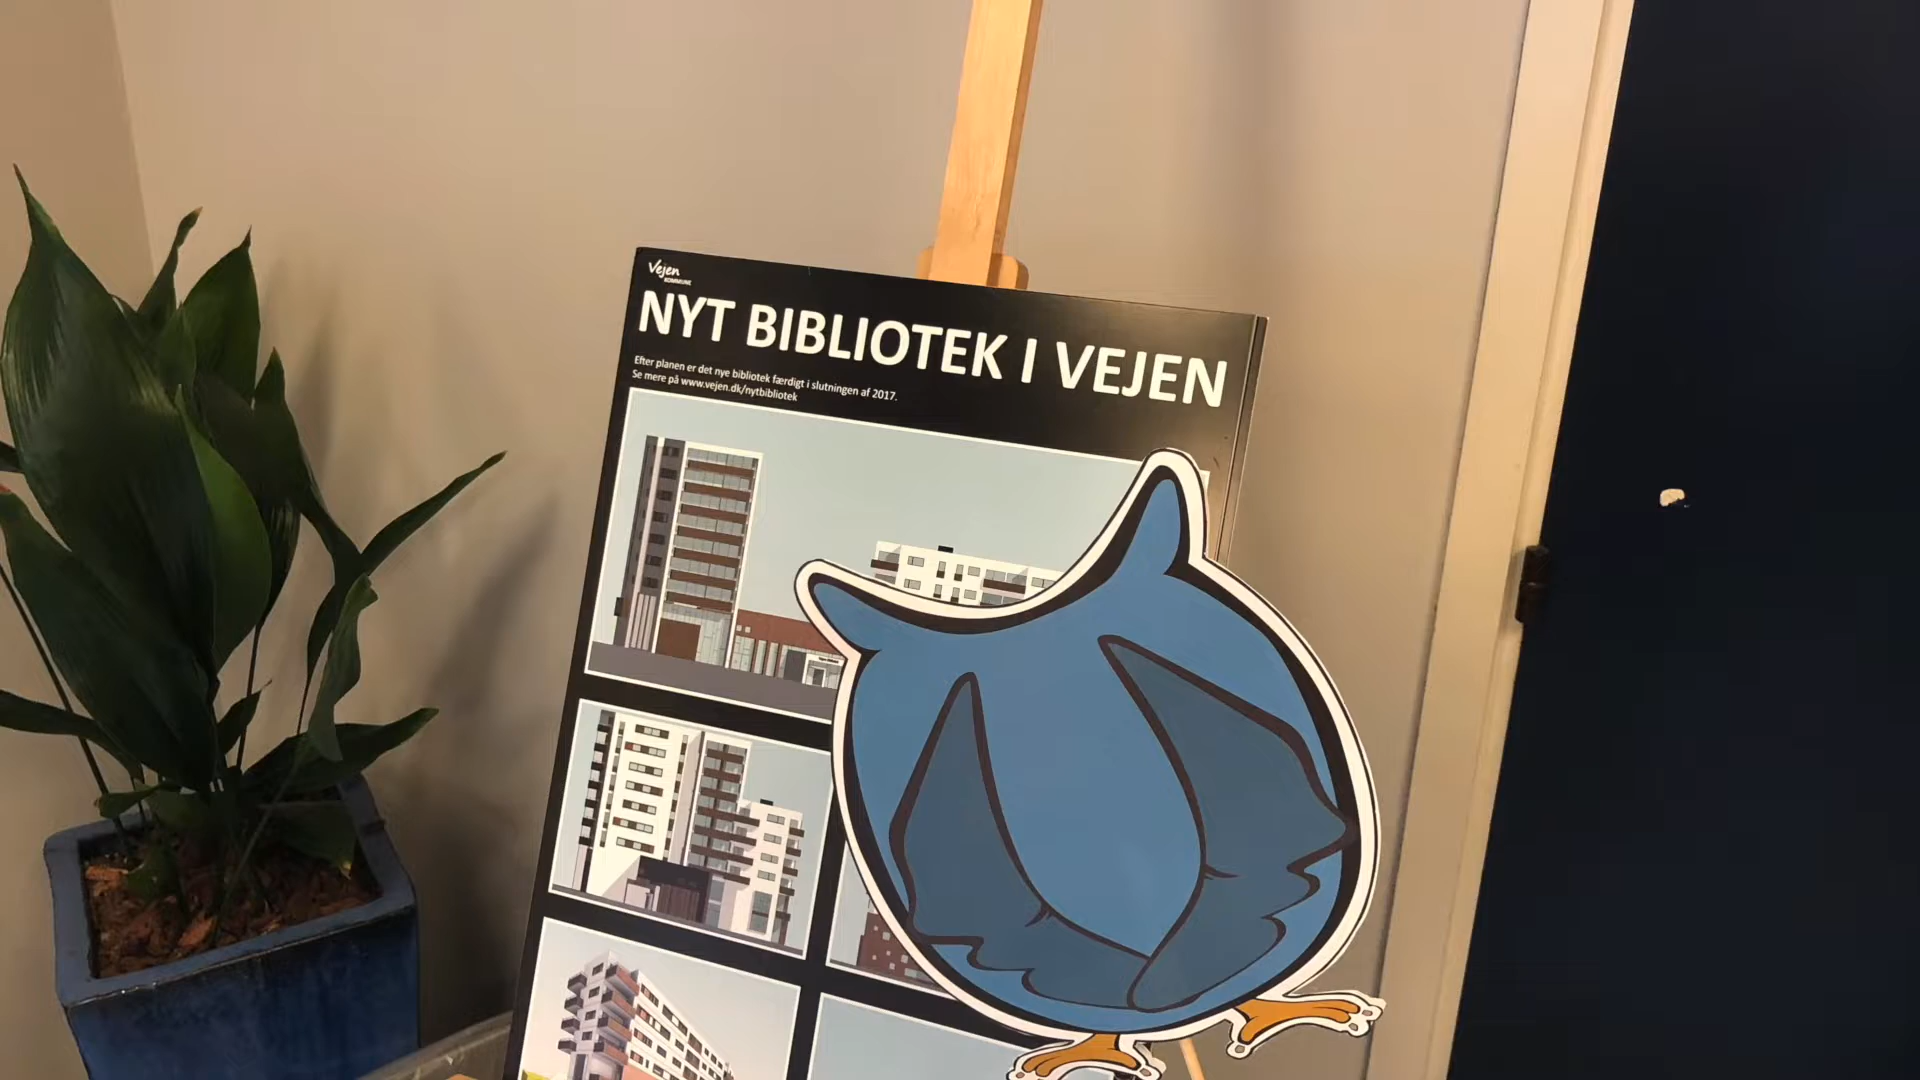 Vejen
KOMMUNE
NYT BIBLIOTEK I VEJEN
Efter planen er det nye bibliotek færdigt i slutningen af 2017.
Se mere på www.vejen.dk/nytbibliotek